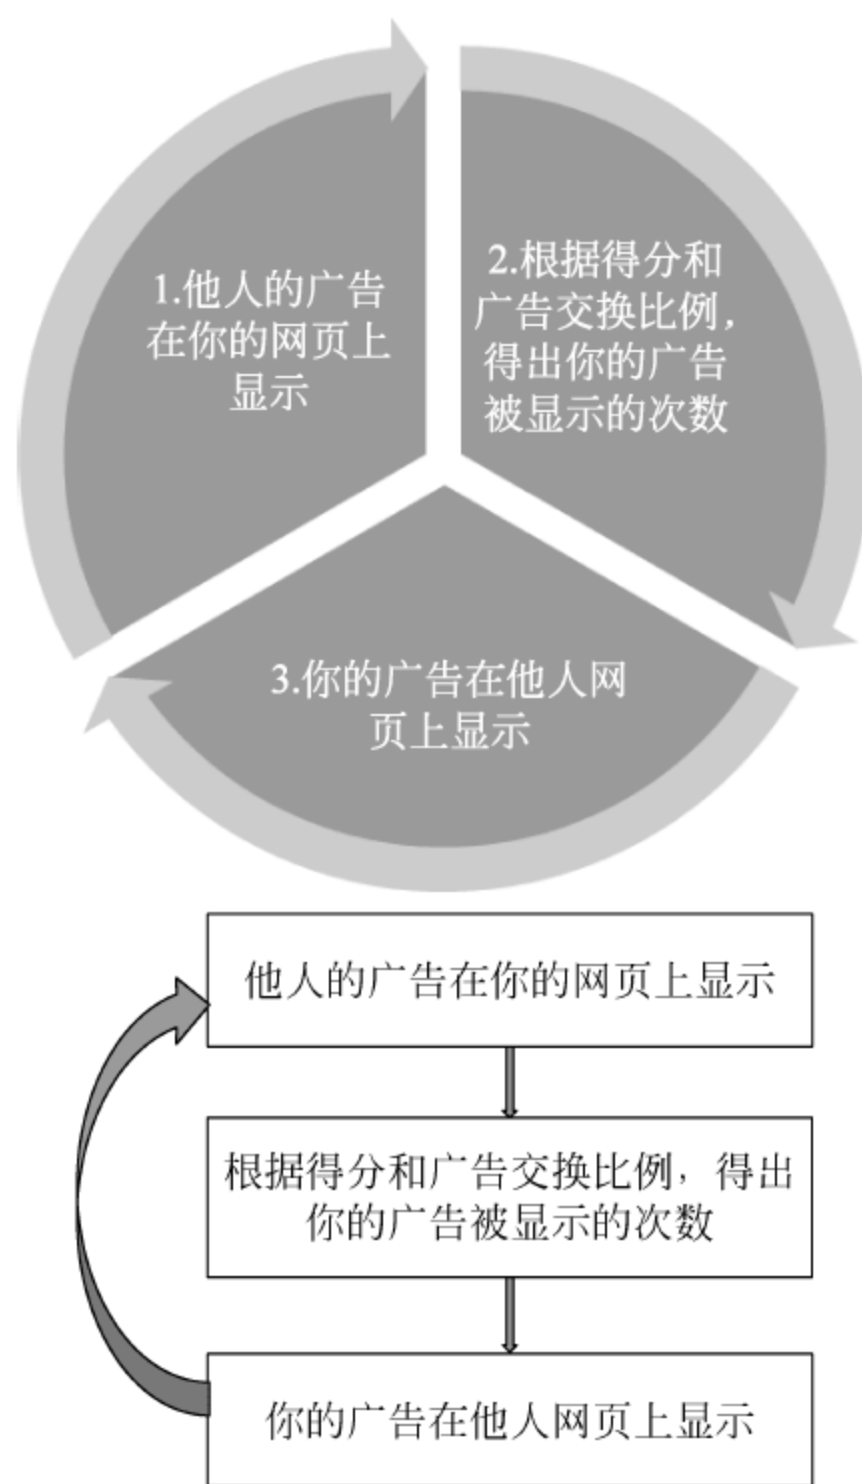 1.他人的广告
在你的网页上
显示
2.根据得分和
广告交换比例,
得出你的广告
被显示的次数
3.你的广告在他人网
页上显示
他人的广告在你的网页上显示
根据得分和广告交换比例，得出
你的广告被显示的次数
你的广告在他人网页上显示